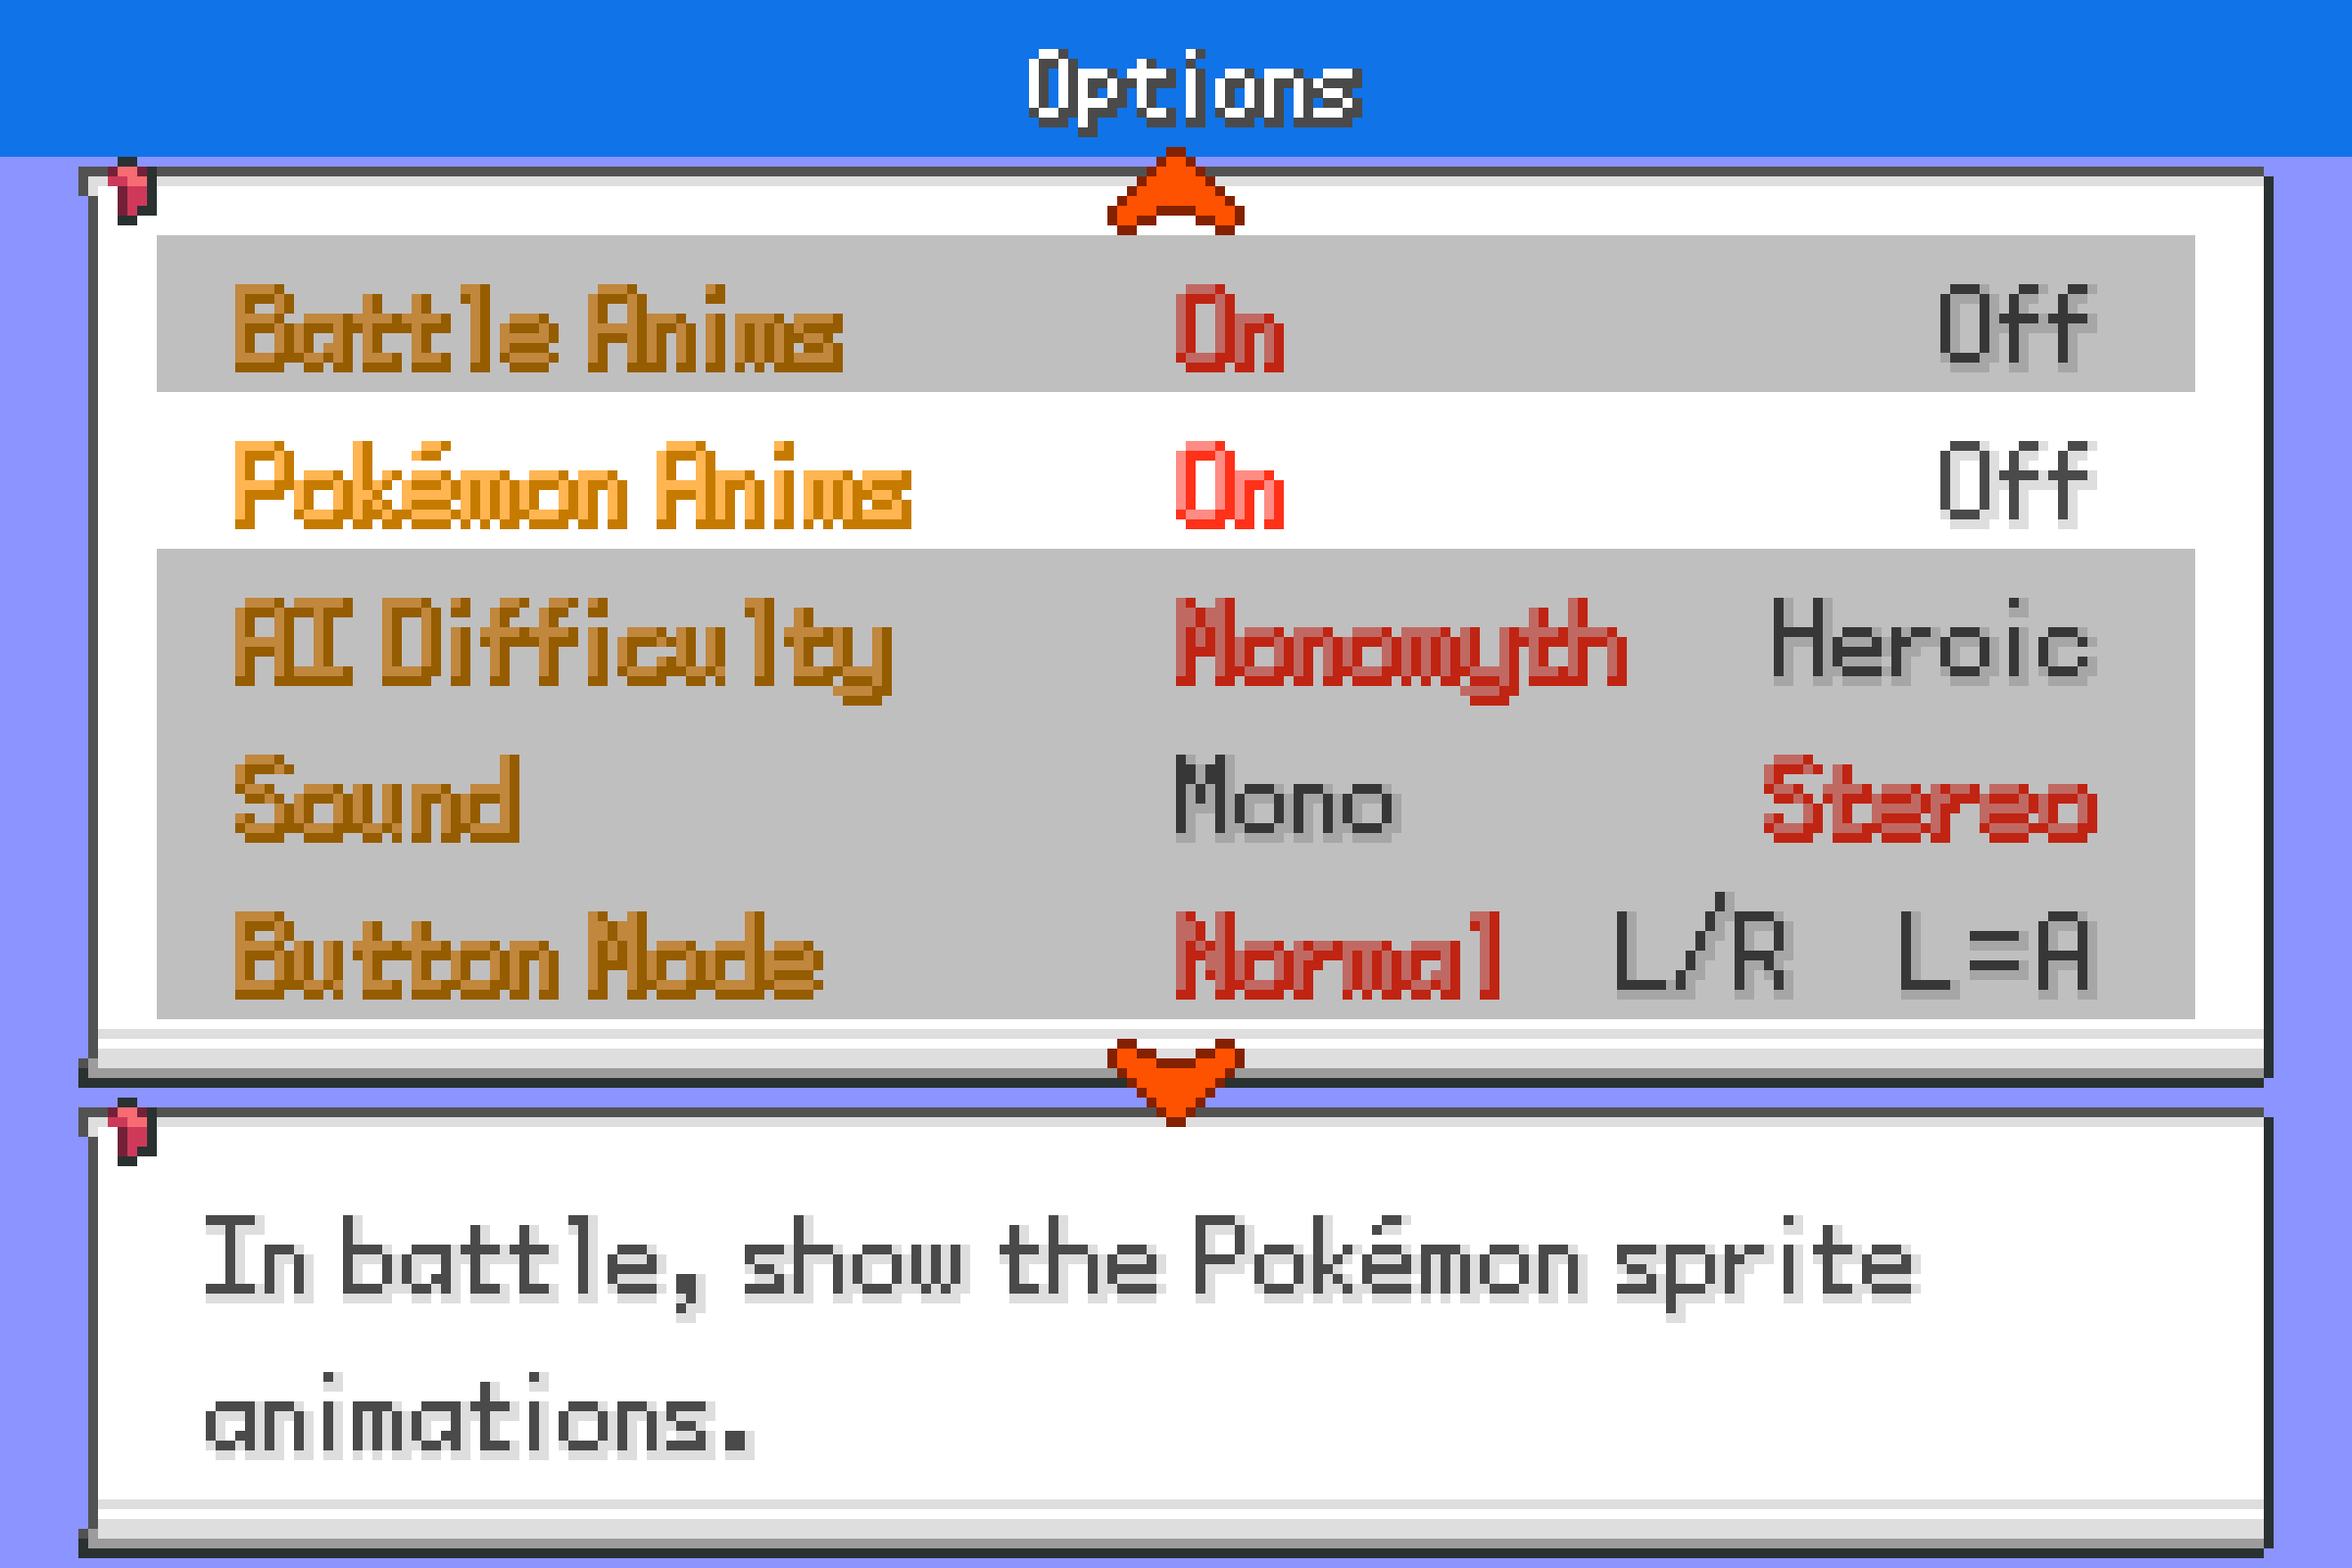 Options
Battle Anims On Off
Pokémon Anims On Off
AI Difficulty Monomyth Heroic
Sound Mono Stereo
Button Mode Normal L/R L=A
In battle, show the Pokémon sprite
animations.